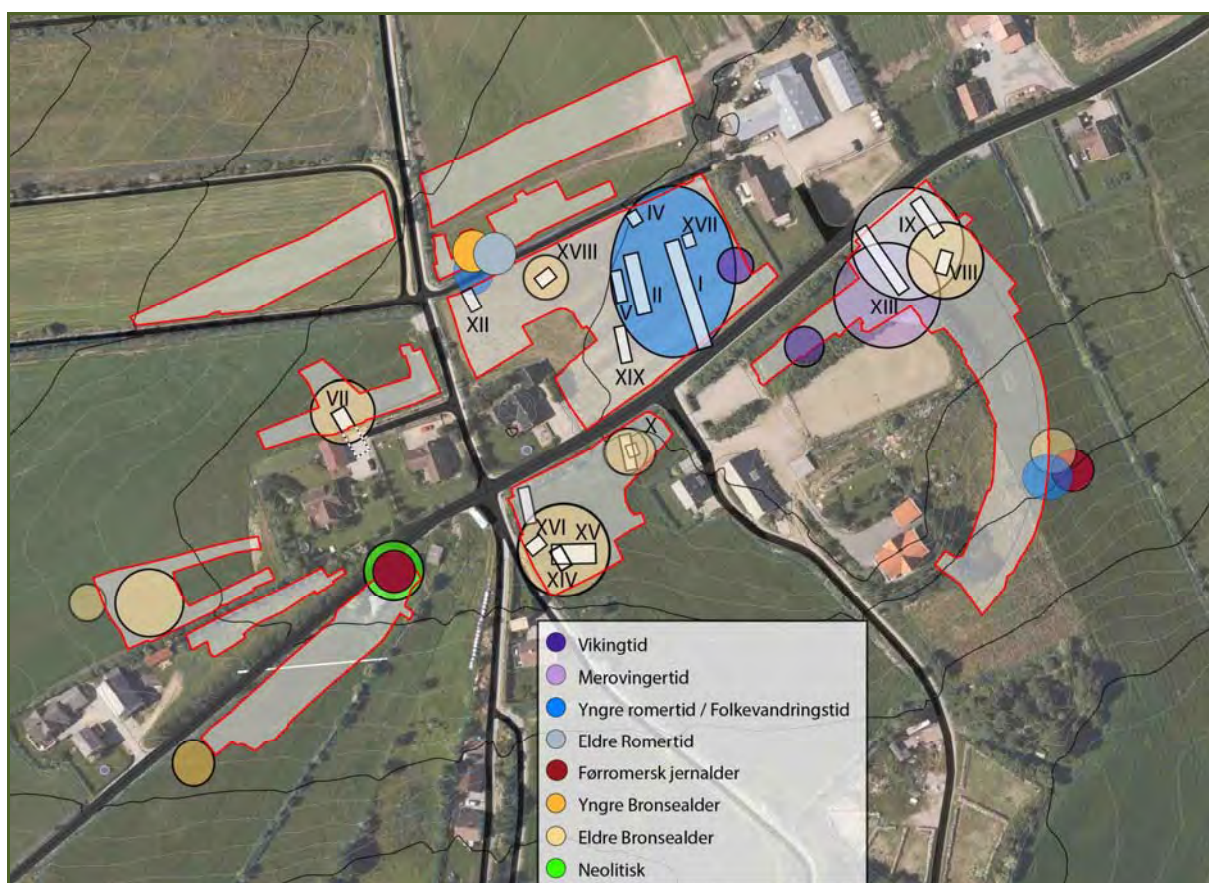 IV
XVII
IX
XVIII
VIII
II
I
V
XIII
XII
XIX
VII
X
XVI
XV
XIV
Vikingtid
Merovingertid
Yngre romertid / Folkevandringstid
Eldre Romertid
Førromersk jernalder
Yngre Bronsealder
Eldre Bronsealder
Neolitisk